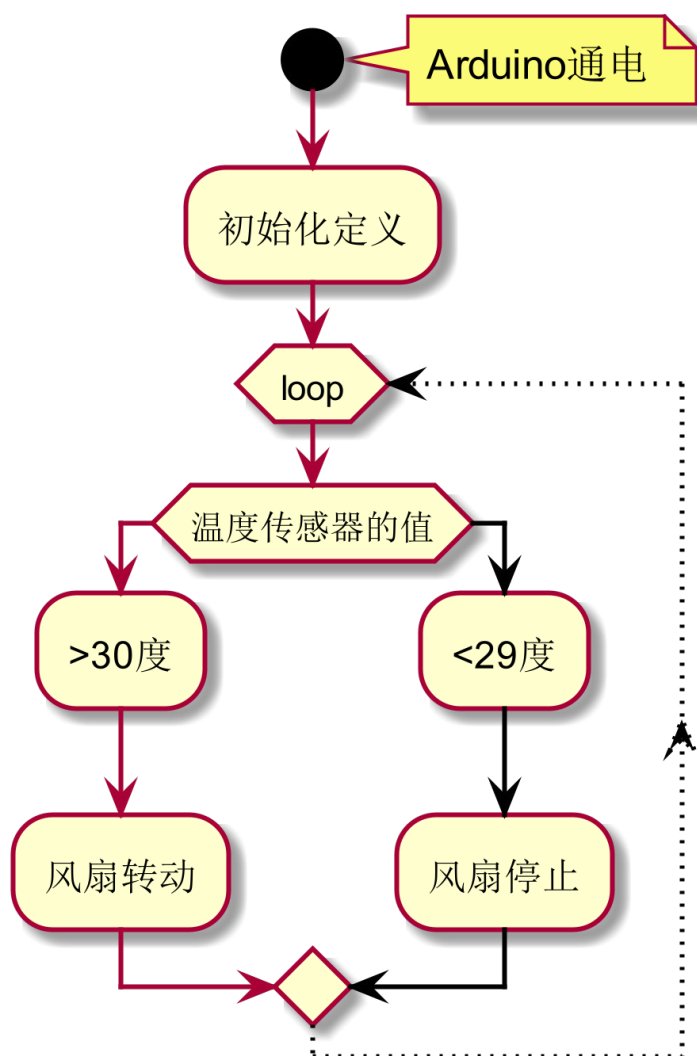 Arduino通电
初始化定义
loop
温度传感器的值
>30度
<29度
风扇转动
风扇停止